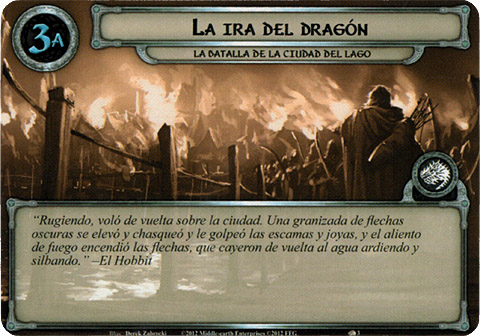 3A
LA IRA DEL DRAGÓN
LA BATALLA DE LA CIUDAD DEL LAGO
“Rugiendo, voló de vuelta sobre la ciudad. Una granizada de flechas
oscuras se elevó y chasqueó y le golpeó las escamas y joyas, y el aliento
de fuego encendió las flechas, que cayeron de vuelta al agua ardiendo y
silbando.” –El Hobbit
Ilus. Derek Zabrocki ©2012 Middle-earth Enterprises ©2012 FFG 3